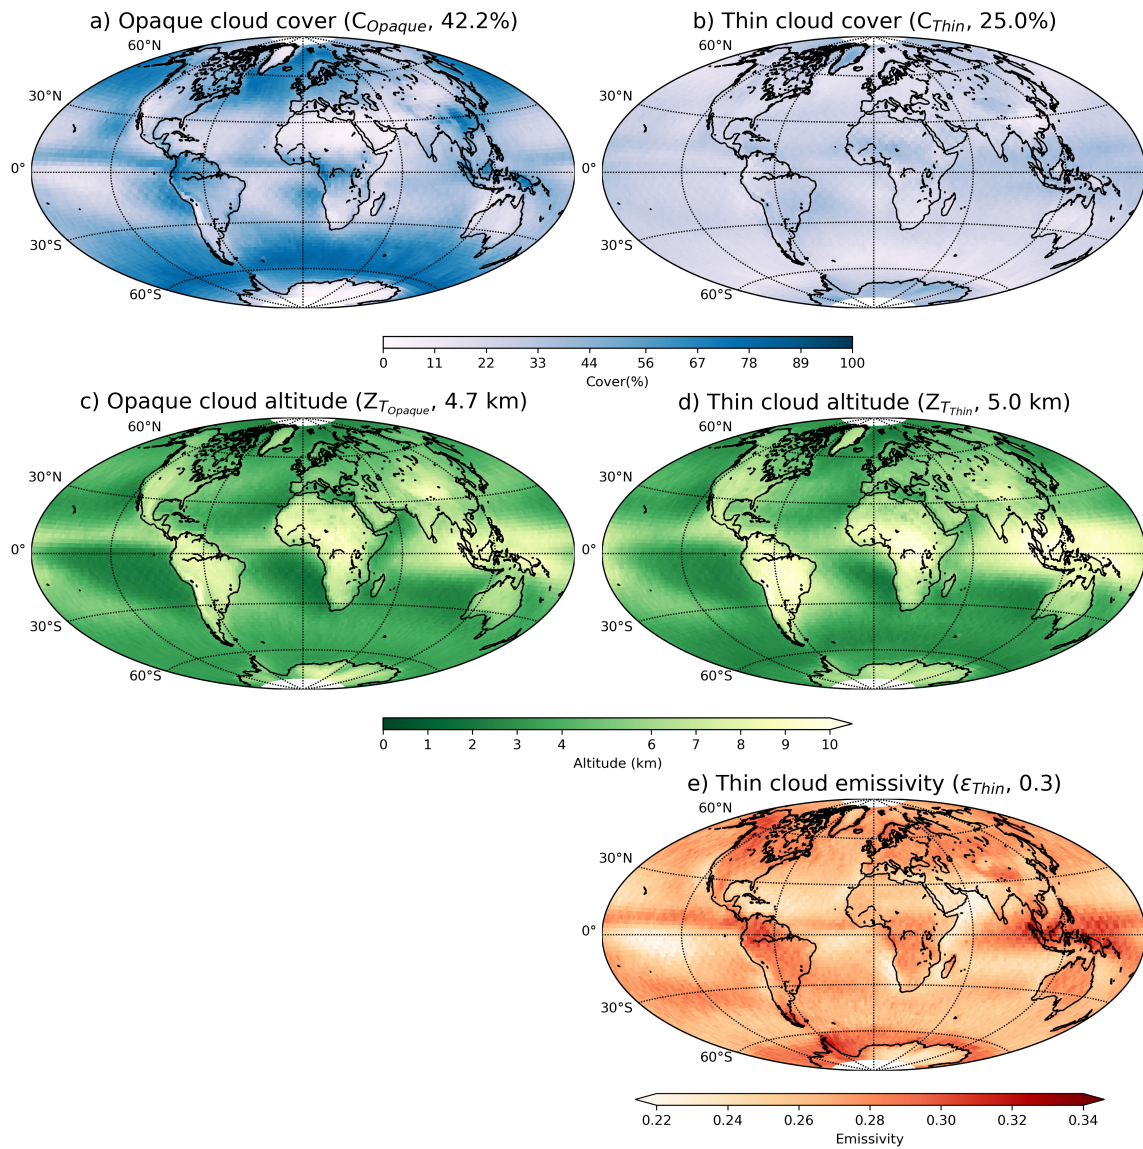 a) Opaque cloud cover (C_Opaque, 42.2%)
b) Thin cloud cover (C_Thin, 25.0%)
60°N
30°N
0°
30°S
60°S
60°N
30°N
0°
30°S
60°S
0 11 22 33 44 56 67 78 89 100
Cover(%)
c) Opaque cloud altitude (Z_T_Opaque, 4.7 km)
d) Thin cloud altitude (Z_T_Thin, 5.0 km)
60°N
30°N
0°
30°S
60°S
60°N
30°N
0°
30°S
60°S
0 1 2 3 4 6 7 8 9 10
Altitude (km)
e) Thin cloud emissivity (ε_Thin, 0.3)
60°N
30°N
0°
30°S
60°S
0.22 0.24 0.26 0.28 0.30 0.32 0.34
Emissivity